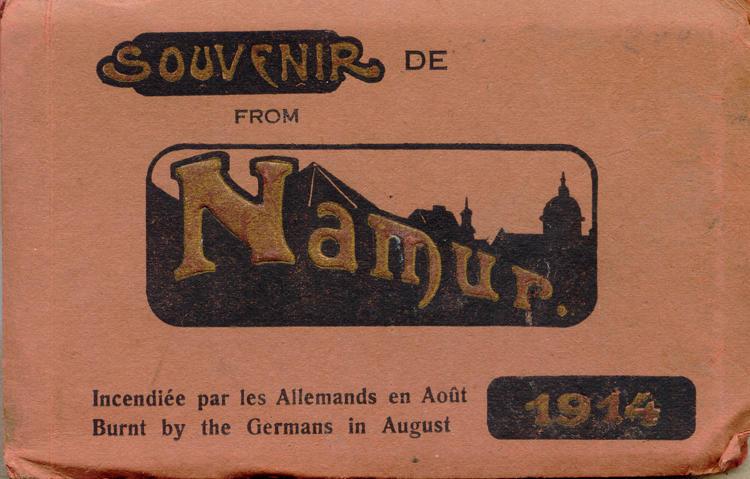 SOUVENIR DE
FROM
Namur.
Incendiée par les Allemands en Août
Burnt by the Germans in August
1914